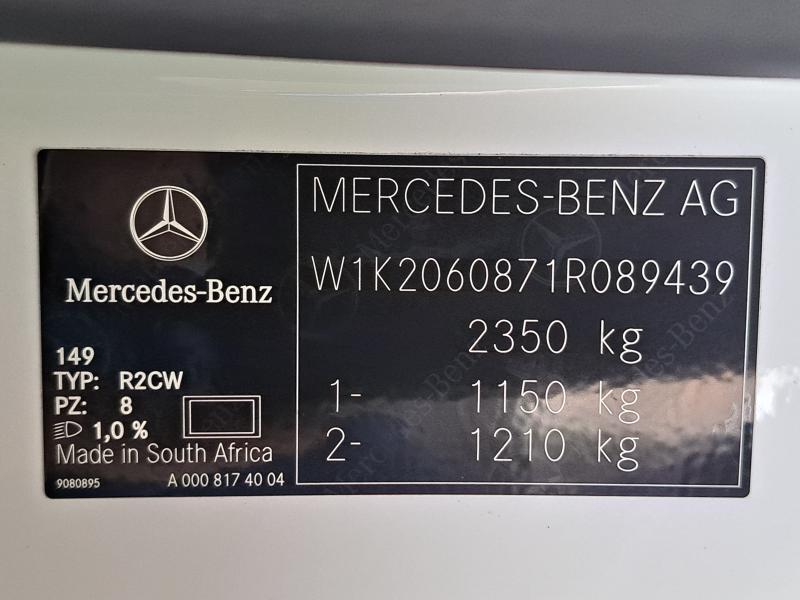 Mercedes-Benz
149
TYP: R2CW
PZ: 8
1,0 %
Made in South Africa
9080895 A 000 817 40 04
MERCEDES-BENZ AG
W1K2060871R089439
2350 kg
1- 1150 kg
2- 1210 kg